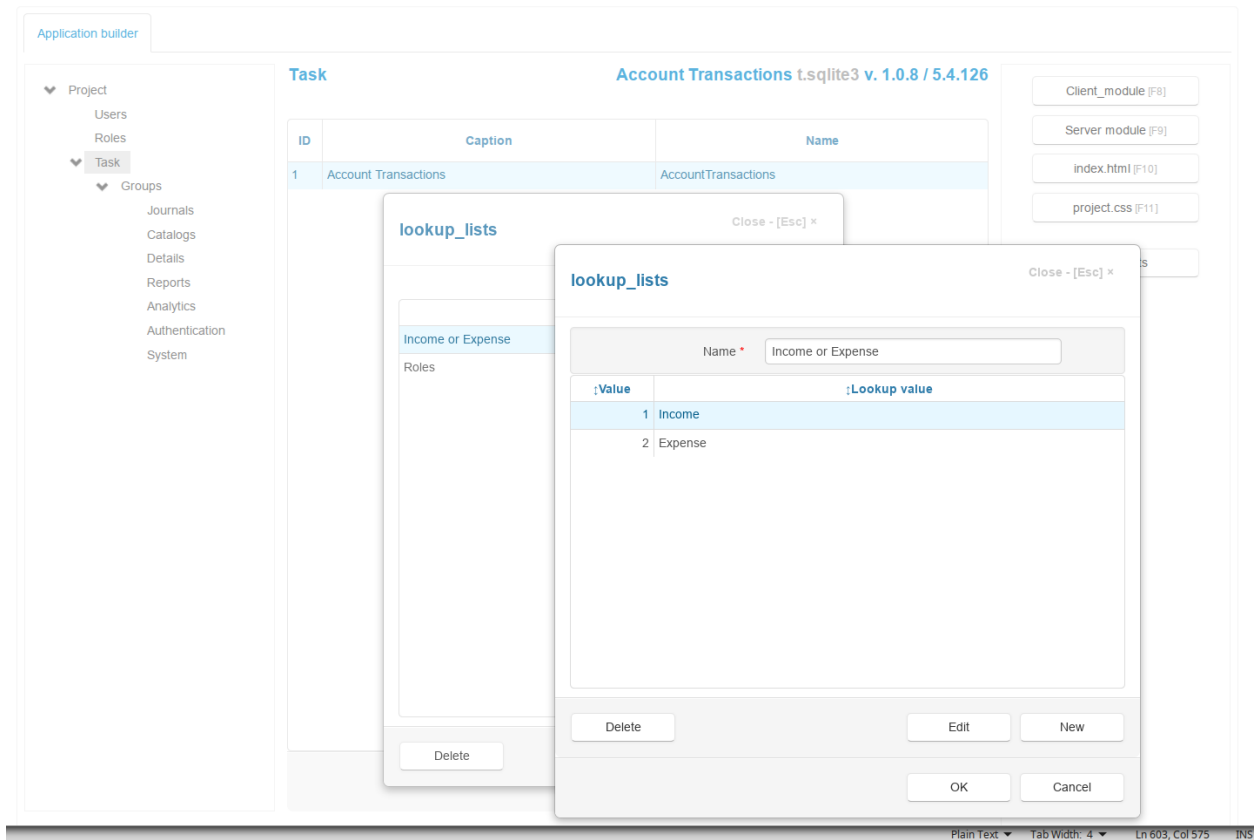 Application builder
Project
Users
Roles
Task
Groups
Journals
Catalogs
Details
Reports
Analytics
Authentication
System
Task
Account Transactions t.sqlite3 v. 1.0.8 / 5.4.126
ID Caption Name
1 Account Transactions AccountTransactions
Client_module [F8]
Server module [F9]
index.html [F10]
project.css [F11]
lookup_lists
Close - [Esc] ×
Income or Expense
Roles
Delete
lookup_lists
Close - [Esc] ×
Name * Income or Expense
↕Value ↕Lookup value
1 Income
2 Expense
Delete Edit New
OK Cancel
Plain Text Tab Width: 4 Ln 603, Col 575 INS